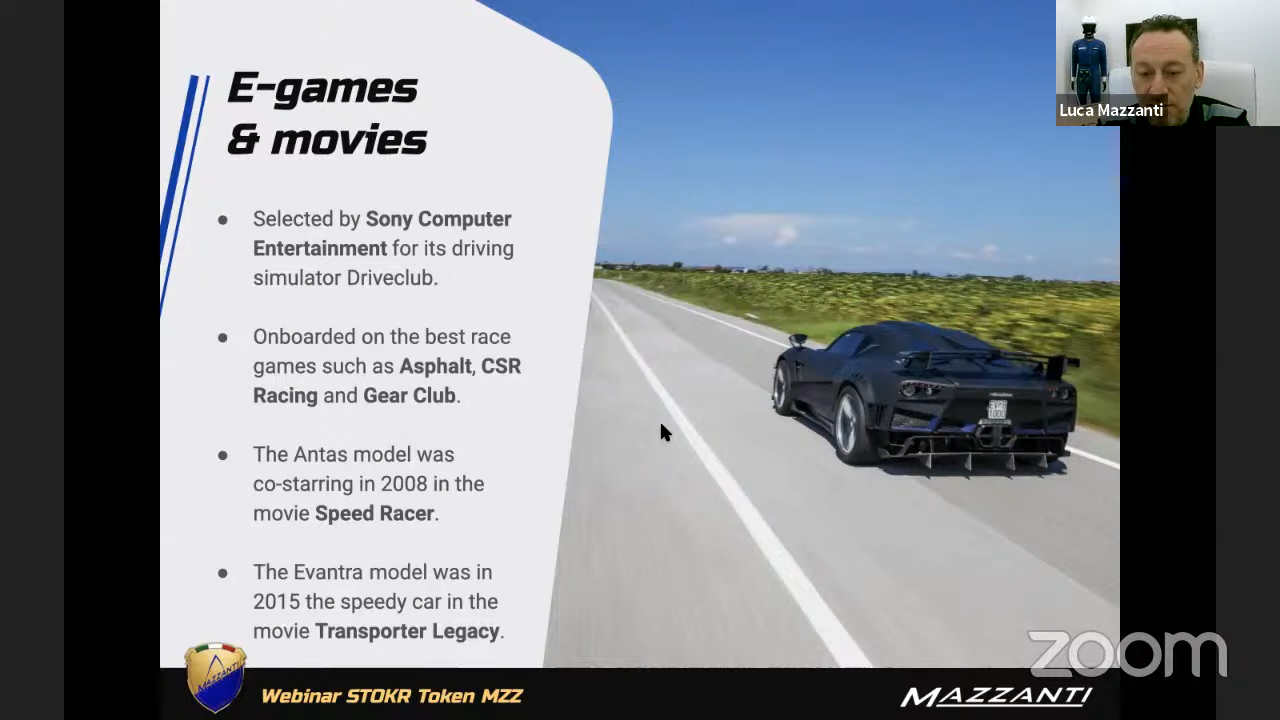 E-games
& movies
Luca Mazzanti
● Selected by Sony Computer
Entertainment for its driving
simulator Driveclub.
● Onboarded on the best race
games such as Asphalt, CSR
Racing and Gear Club.
● The Antas model was
co-starring in 2008 in the
movie Speed Racer.
● The Evantra model was in
2015 the speedy car in the
movie Transporter Legacy.
MAZZANTI
Webinar STOKR Token MZZ
MAZZANTI
zoom